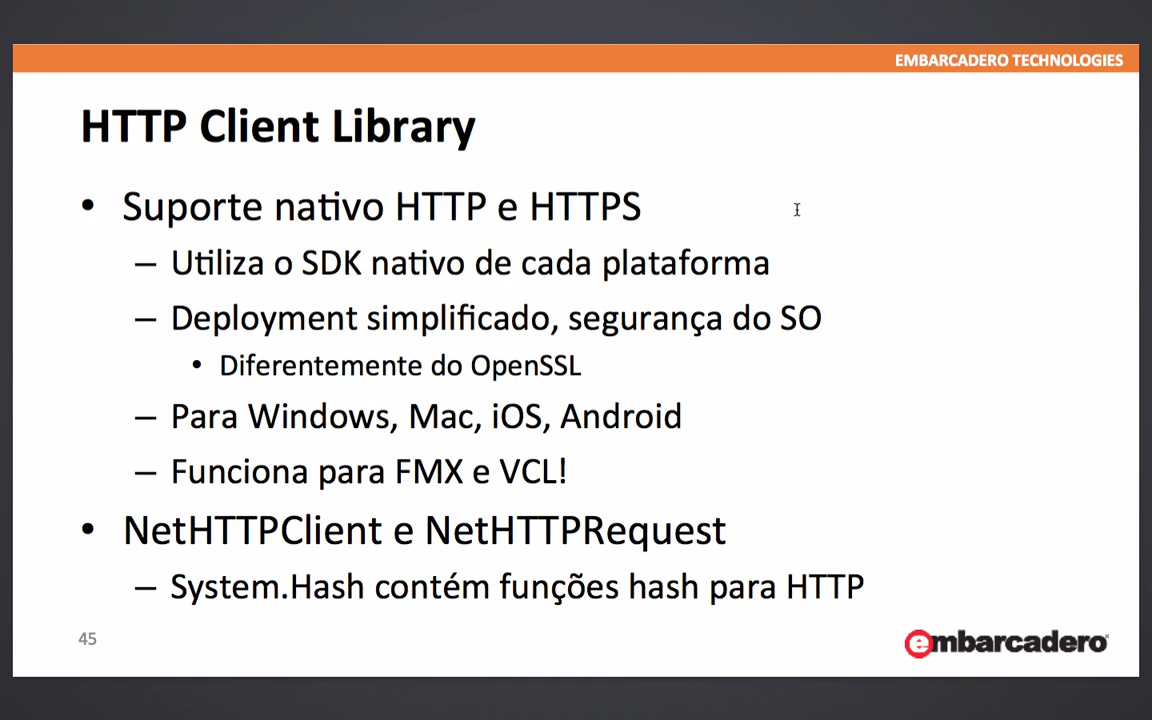 EMBARCADERO TECHNOLOGIES
HTTP Client Library
• Suporte nativo HTTP e HTTPS
– Utiliza o SDK nativo de cada plataforma
– Deployment simplificado, segurança do SO
• Diferentemente do OpenSSL
– Para Windows, Mac, iOS, Android
– Funciona para FMX e VCL!
• NetHTTPClient e NetHTTPRequest
– System.Hash contém funções hash para HTTP
45
embarcadero®